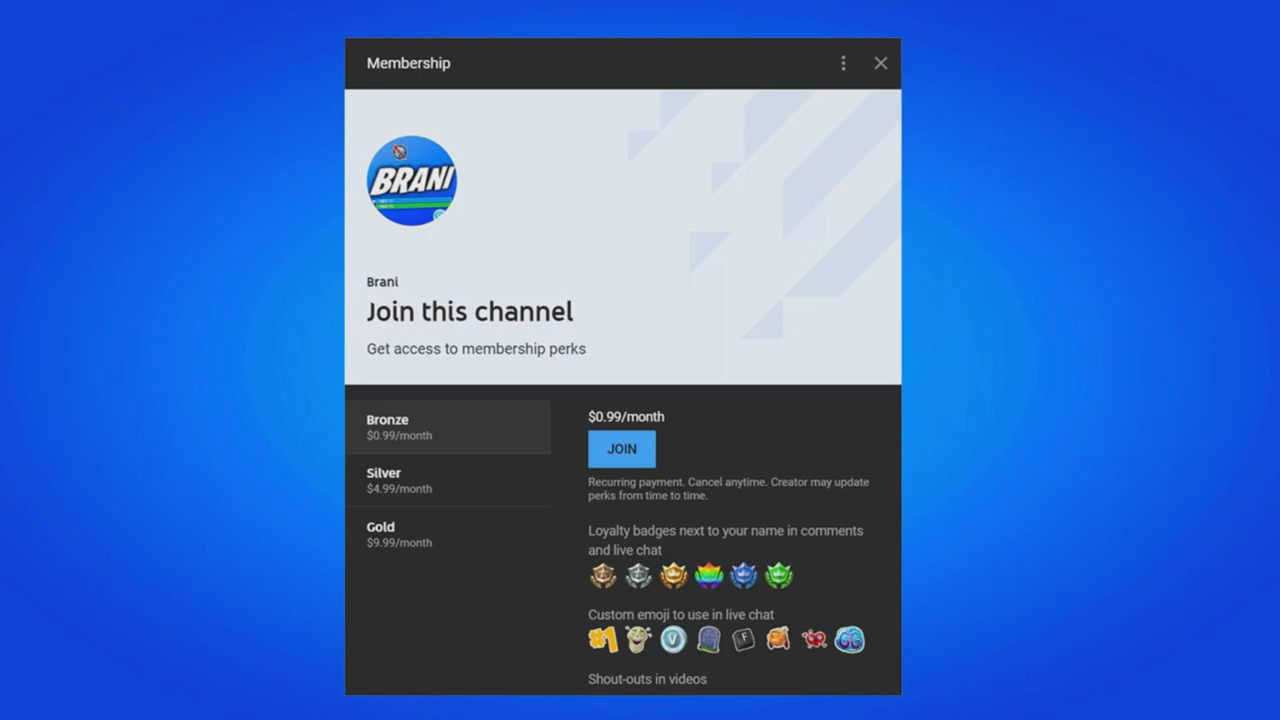 Membership
BRANI
Brani
Join this channel
Get access to membership perks
Bronze
$0.99/month
Silver
$4.99/month
Gold
$9.99/month
$0.99/month
JOIN
Recurring payment. Cancel anytime. Creator may update
perks from time to time.
Loyalty badges next to your name in comments
and live chat
Custom emoji to use in live chat
#1
V
F
GG
Shout-outs in videos